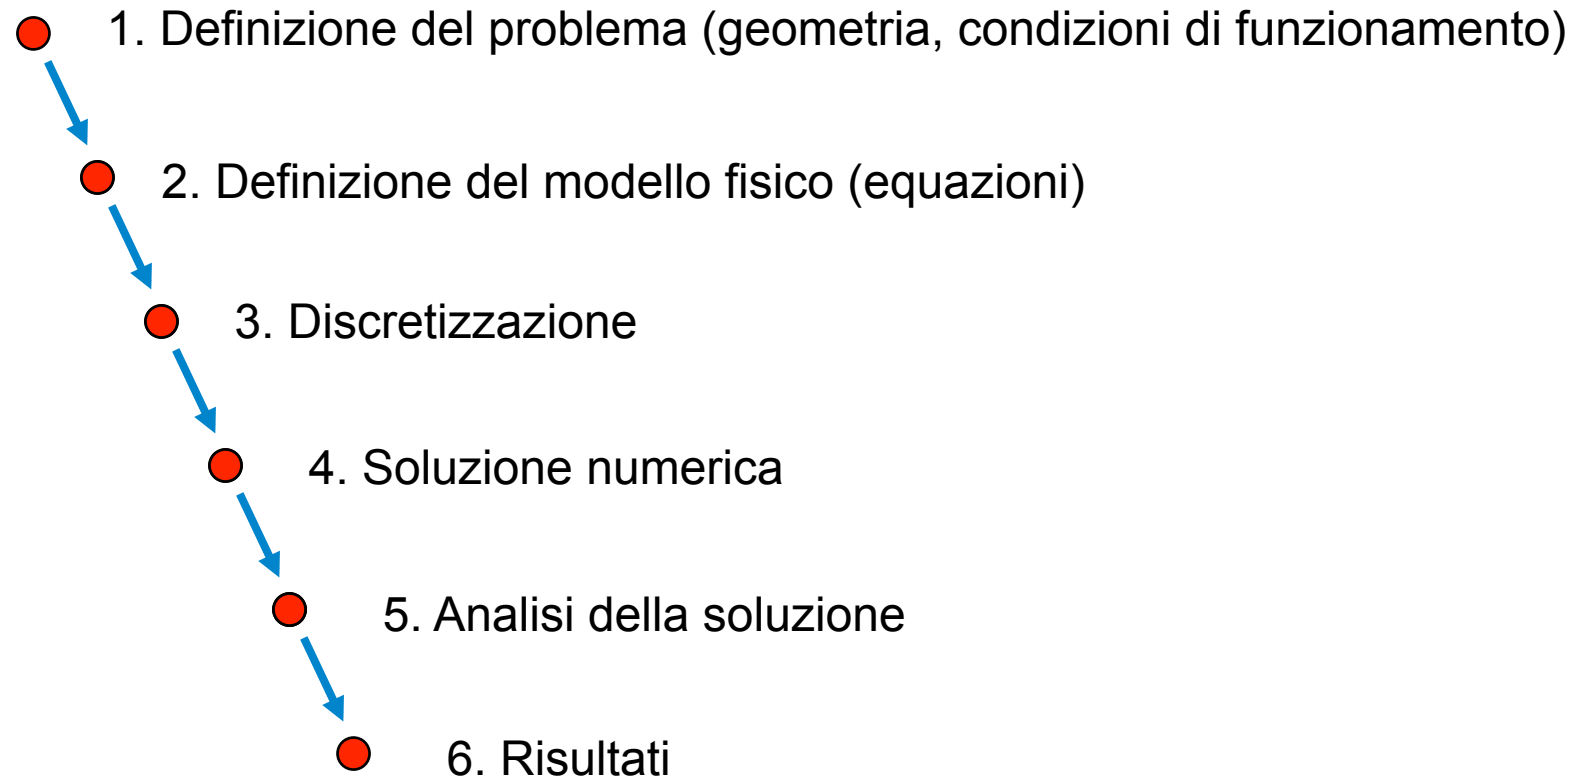 1. Definizione del problema (geometria, condizioni di funzionamento)
2. Definizione del modello fisico (equazioni)
3. Discretizzazione
4. Soluzione numerica
5. Analisi della soluzione
6. Risultati